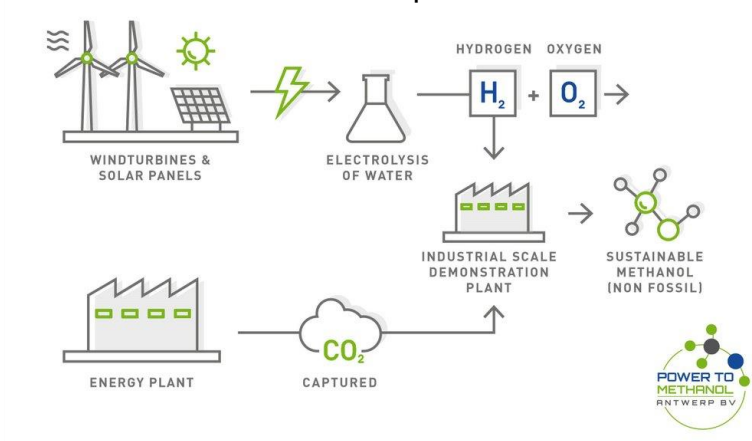 HYDROGEN OXYGEN
H2 + O2
WINDTURBINES &
SOLAR PANELS
ELECTROLYSIS
OF WATER
INDUSTRIAL SCALE
DEMONSTRATION
PLANT
SUSTAINABLE
METHANOL
(NON FOSSIL)
CO2
ENERGY PLANT
CAPTURED
POWER TO
METHANOL
ANTWERP BV